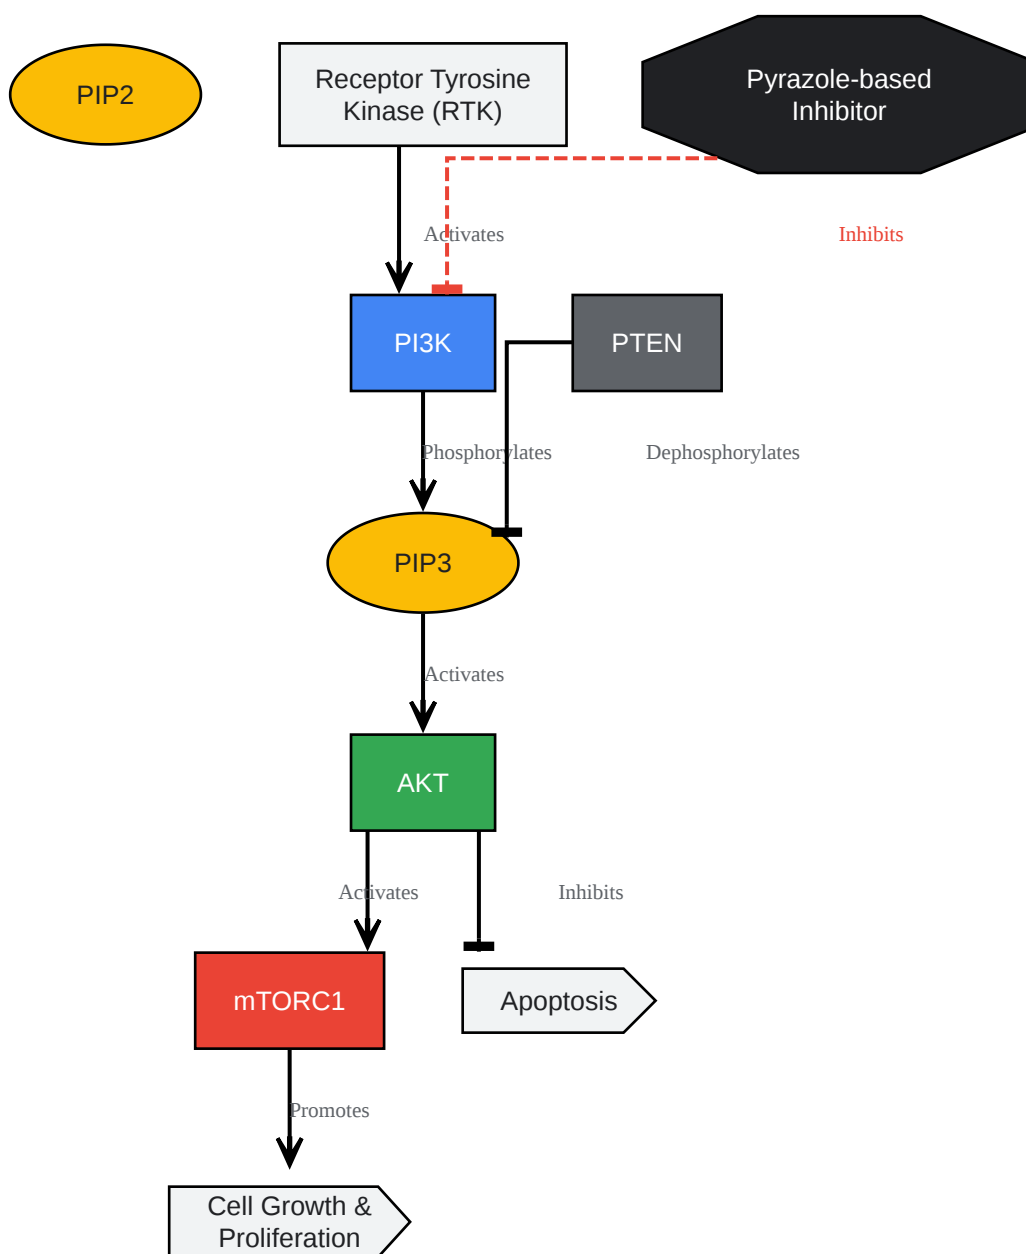 PIP2
Receptor Tyrosine
Kinase (RTK)
Pyrazole-based
Inhibitor
Activates
Inhibits
PI3K
PTEN
Phosphorylates
Dephosphorylates
PIP3
Activates
AKT
Activates
Inhibits
mTORC1
Apoptosis
Promotes
Cell Growth &
Proliferation